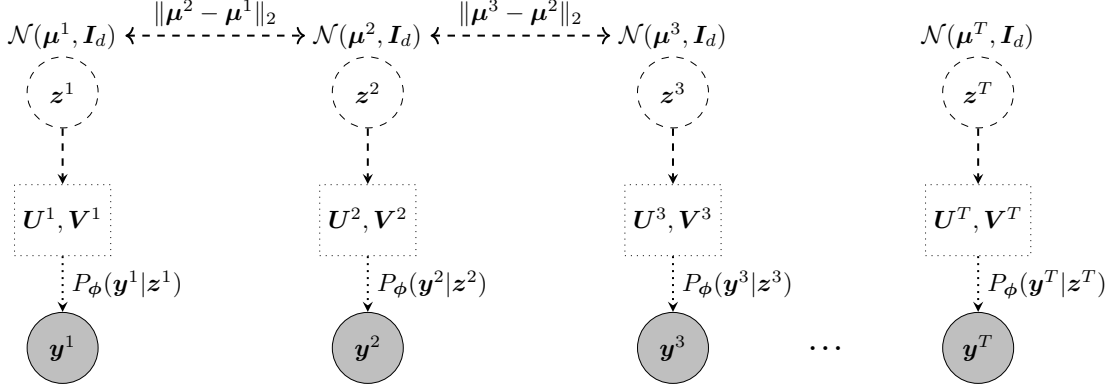 ‖μ² − μ¹‖₂ ‖μ³ − μ²‖₂
𝒩(μ¹, I_d) 𝒩(μ², I_d) 𝒩(μ³, I_d) 𝒩(μᵀ, I_d)
z¹ z² z³ zᵀ
U¹, V¹ U², V² U³, V³ Uᵀ, Vᵀ
P_ϕ(y¹|z¹) P_ϕ(y²|z²) P_ϕ(y³|z³) P_ϕ(yᵀ|zᵀ)
y¹ y² y³ ... yᵀ